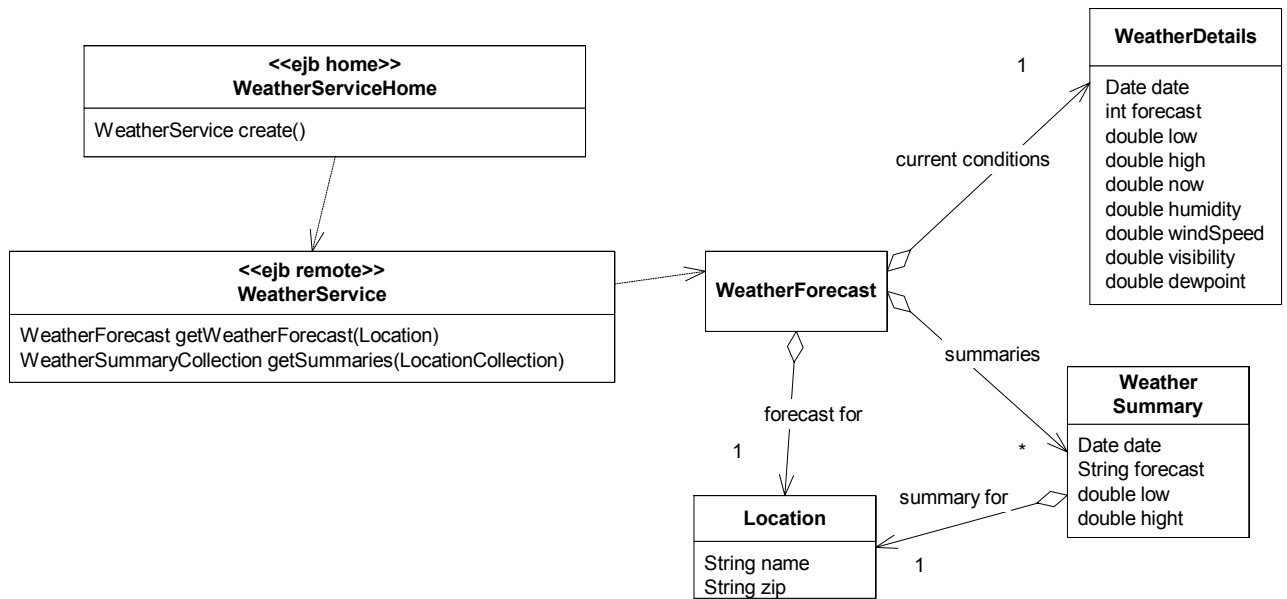 <<ejb home>>
WeatherServiceHome
WeatherService create()
<<ejb remote>>
WeatherService
WeatherForecast getWeatherForecast(Location)
WeatherSummaryCollection getSummaries(LocationCollection)
WeatherForecast
current conditions
1
WeatherDetails
Date date
int forecast
double low
double high
double now
double humidity
double windSpeed
double visibility
double dewpoint
summaries
*
Weather
Summary
Date date
String forecast
double low
double hight
forecast for
1
summary for
1
Location
String name
String zip